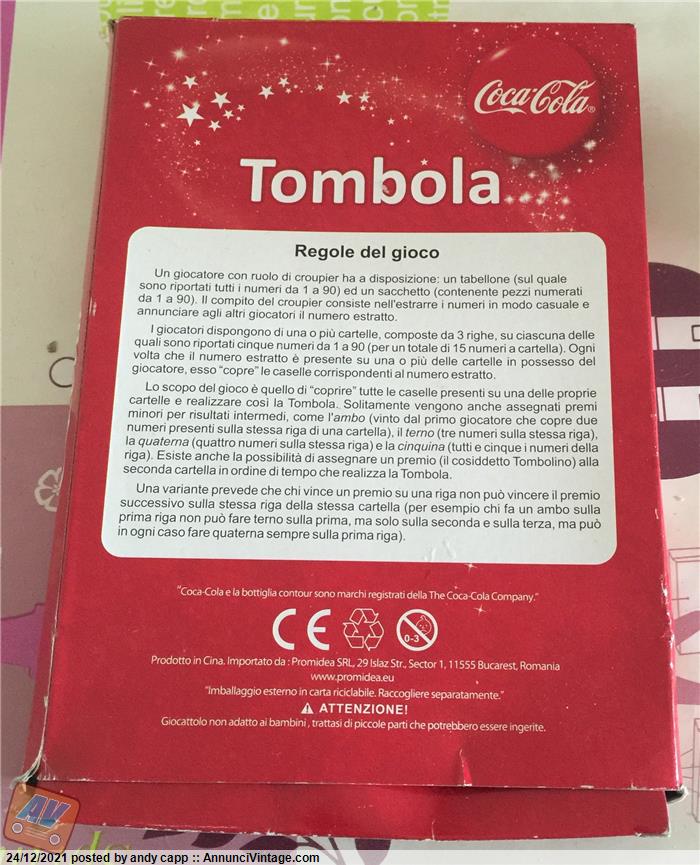 Coca-Cola®
Tombola
Regole del gioco
Un giocatore con ruolo di croupier ha a disposizione: un tabellone (sul quale
sono riportati tutti i numeri da 1 a 90) ed un sacchetto (contenente pezzi numerati
da 1 a 90). Il compito del croupier consiste nell'estrarre i numeri in modo casuale e
annunciare agli altri giocatori il numero estratto.
I giocatori dispongono di una o più cartelle, composte da 3 righe, su ciascuna delle
quali sono riportati cinque numeri da 1 a 90 (per un totale di 15 numeri a cartella). Ogni
volta che il numero estratto è presente su una o più delle cartelle in possesso del
giocatore, esso “copre” le caselle corrispondenti al numero estratto.
Lo scopo del gioco è quello di “coprire” tutte le caselle presenti su una delle proprie
cartelle e realizzare così la Tombola. Solitamente vengono anche assegnati premi
minori per risultati intermedi, come l'ambo (vinto dal primo giocatore che copre due
numeri presenti sulla stessa riga di una cartella), il terno (tre numeri sulla stessa riga),
la quaterna (quattro numeri sulla stessa riga) e la cinquina (tutti e cinque i numeri della
riga). Esiste anche la possibilità di assegnare un premio (il cosiddetto Tombolino) alla
seconda cartella in ordine di tempo che realizza la Tombola.
Una variante prevede che chi vince un premio su una riga non può vincere il premio
successivo sulla stessa riga della stessa cartella (per esempio chi fa un ambo sulla
prima riga non può fare terno sulla prima, ma solo sulla seconda e sulla terza, ma può
in ogni caso fare quaterna sempre sulla prima riga).
“Coca-Cola e la bottiglia contour sono marchi registrati della The Coca-Cola Company.”
CE
0-3
Prodotto in Cina. Importato da : Promidea SRL, 29 Islaz Str., Sector 1, 11555 Bucarest, Romania
www.promidea.eu
“Imballaggio esterno in carta riciclabile. Raccogliere separatamente.”
ATTENZIONE!
Giocattolo non adatto ai bambini , trattasi di piccole parti che potrebbero essere ingerite.
AV
24/12/2021 posted by andy capp :: AnnunciVintage.com